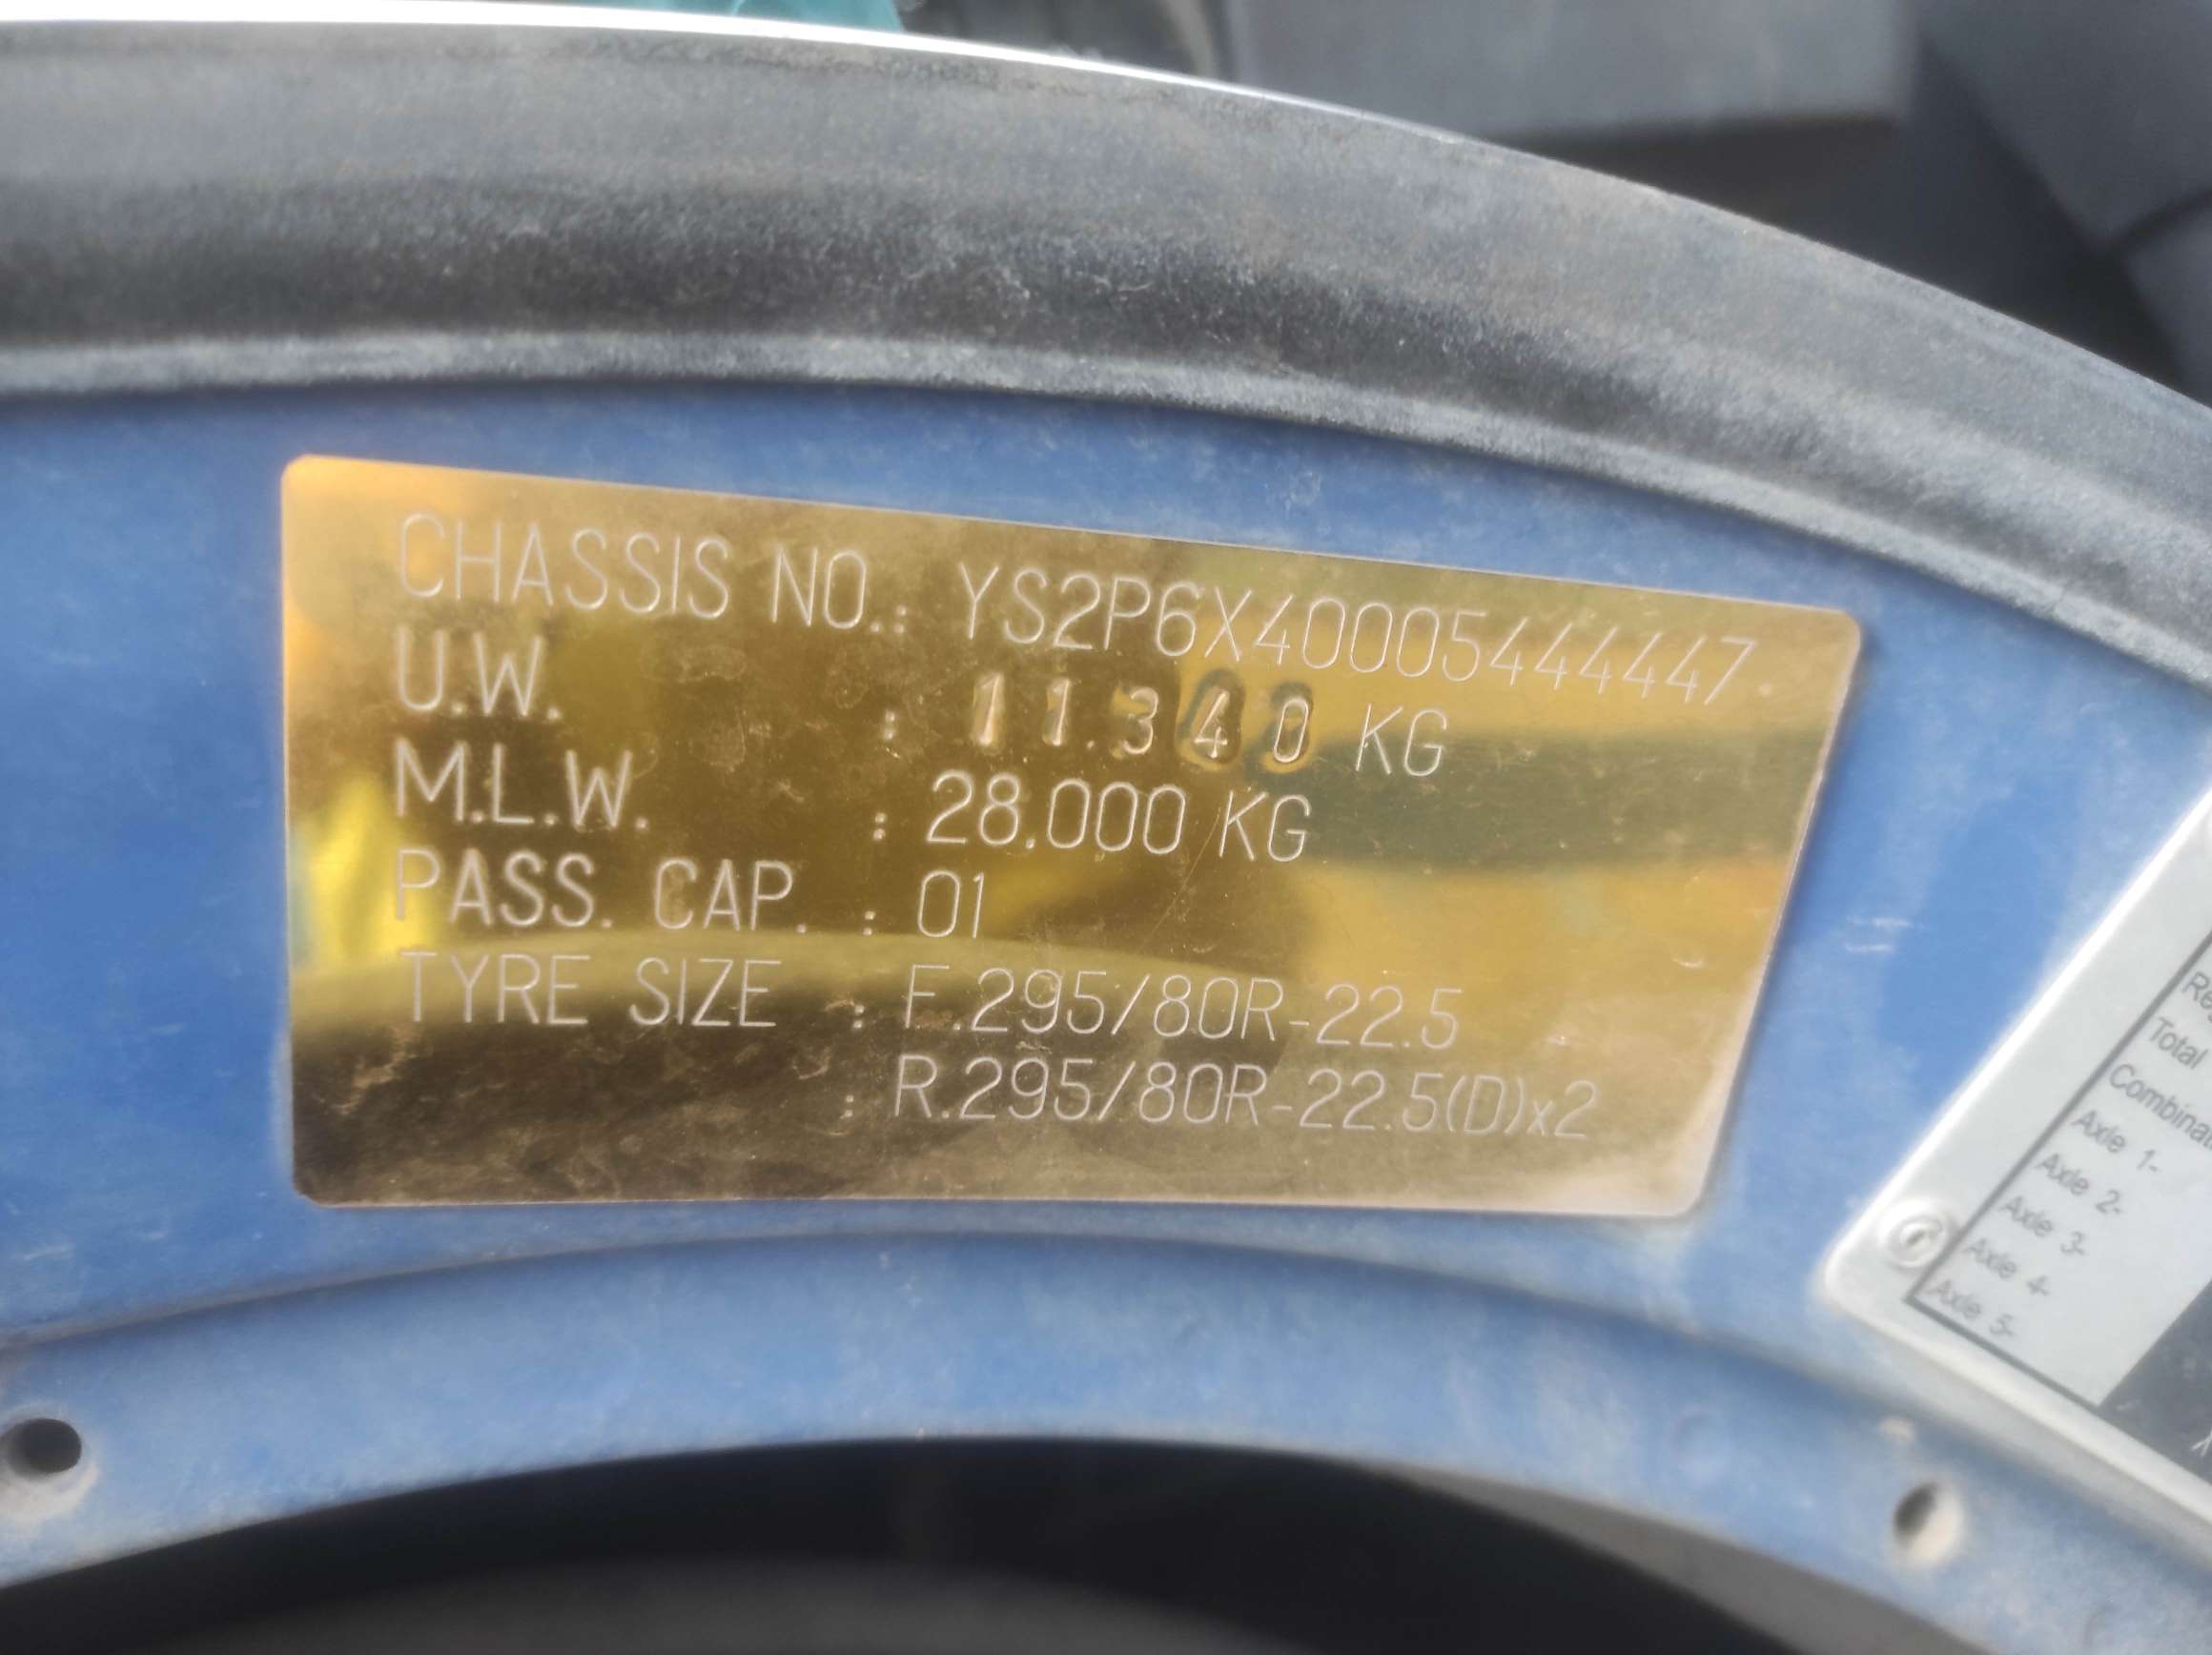 CHASSIS NO.: YS2P6X40005444447
U.W. : 11.340 KG
M.L.W. : 28.000 KG
PASS. CAP. : 01
TYRE SIZE : F.295/80R-22.5
: R.295/80R-22.5(D)x2
Total
Axle 1-
Axle 2-
Axle 3-
Axle 4-
Axle 5-